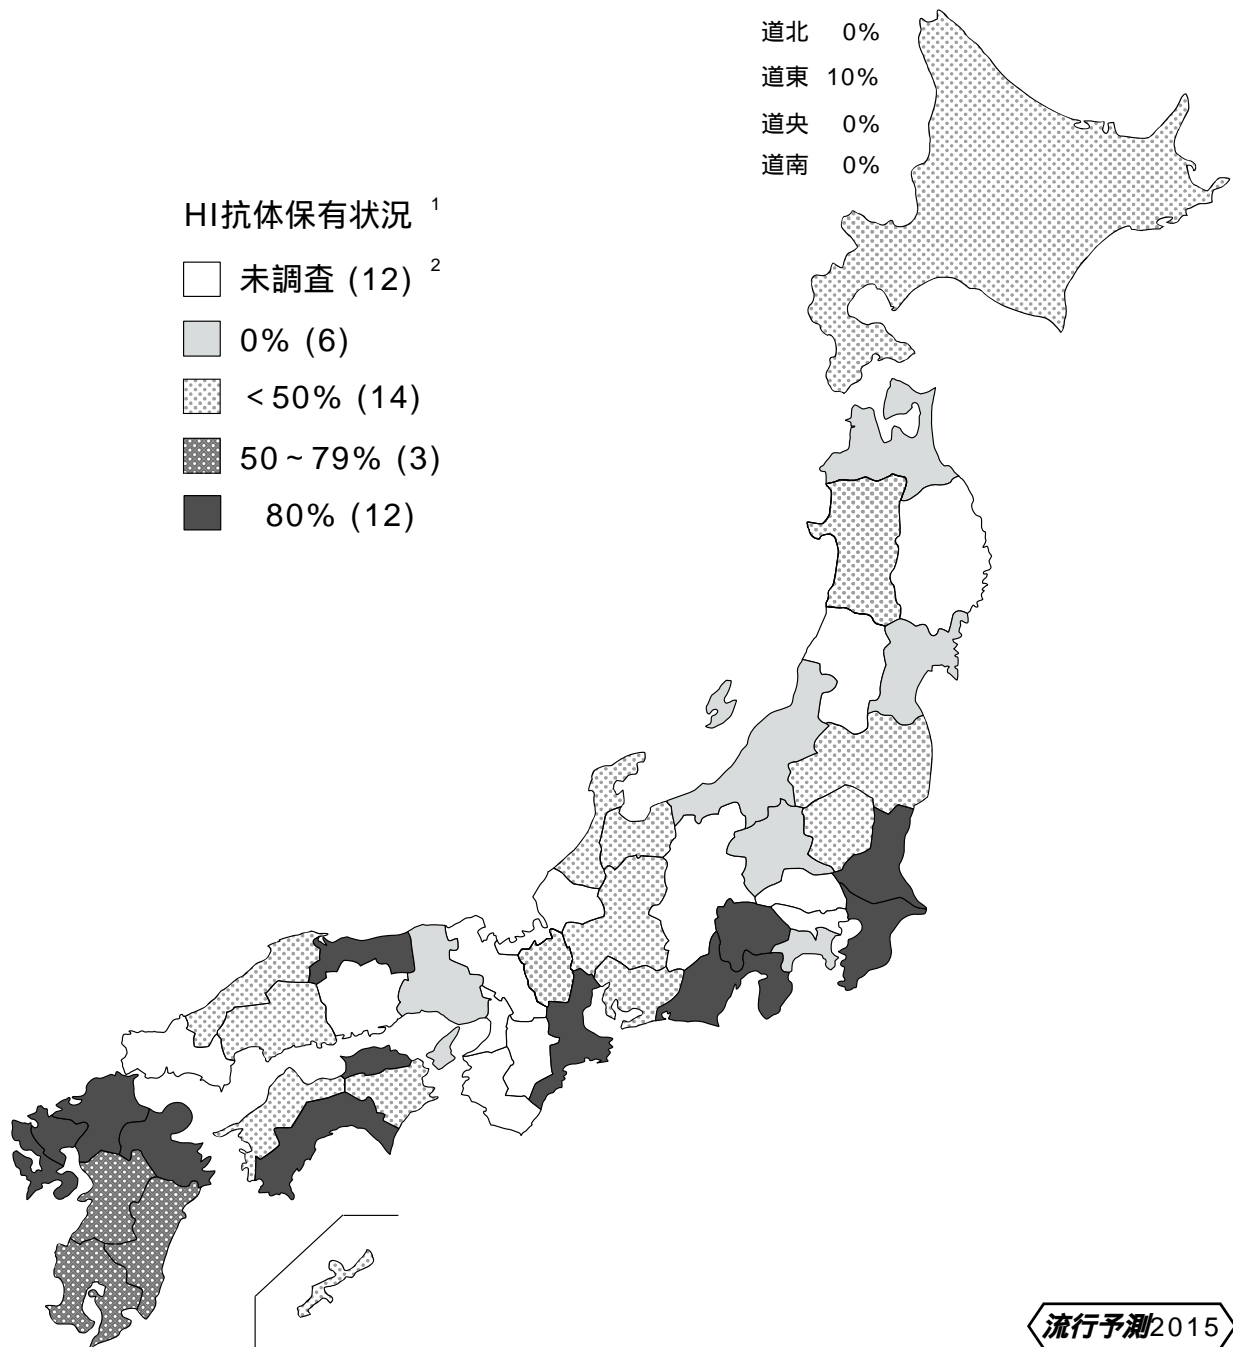 道北 0%
道東 10%
道央 0%
道南 0%
HI抗体保有状況 1
未調査 (12) 2
0% (6)
<50% (14)
50~79% (3)
80% (12)
流行予測2015